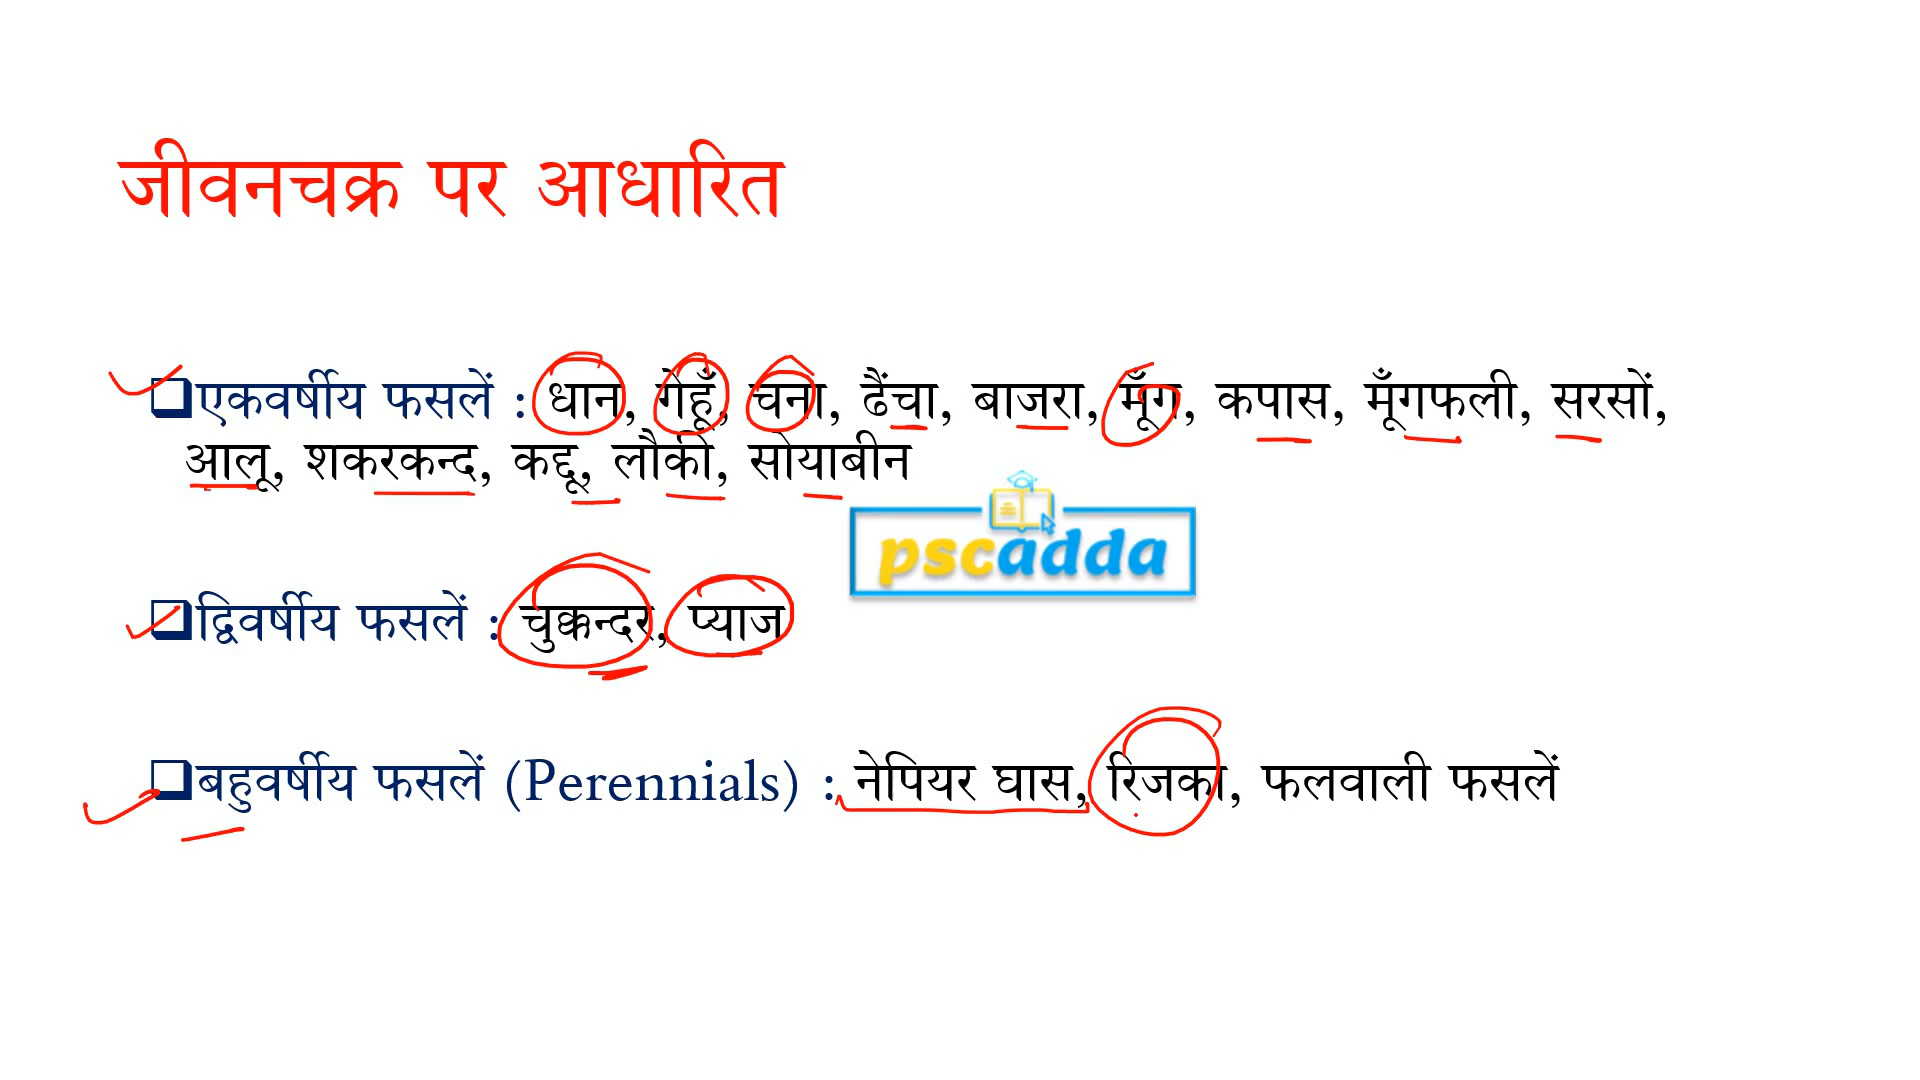 जीवनचक्र पर आधारित
एकवर्षीय फसलें : धान, गेहूँ, चना, ढैंचा, बाजरा, मूँग, कपास, मूँगफली, सरसों,
आलू, शकरकन्द, कद्दू, लौकी, सोयाबीन
pscadda
द्विवर्षीय फसलें : चुकन्दर, प्याज
बहुवर्षीय फसलें (Perennials) : नेपियर घास, रिजका, फलवाली फसलें